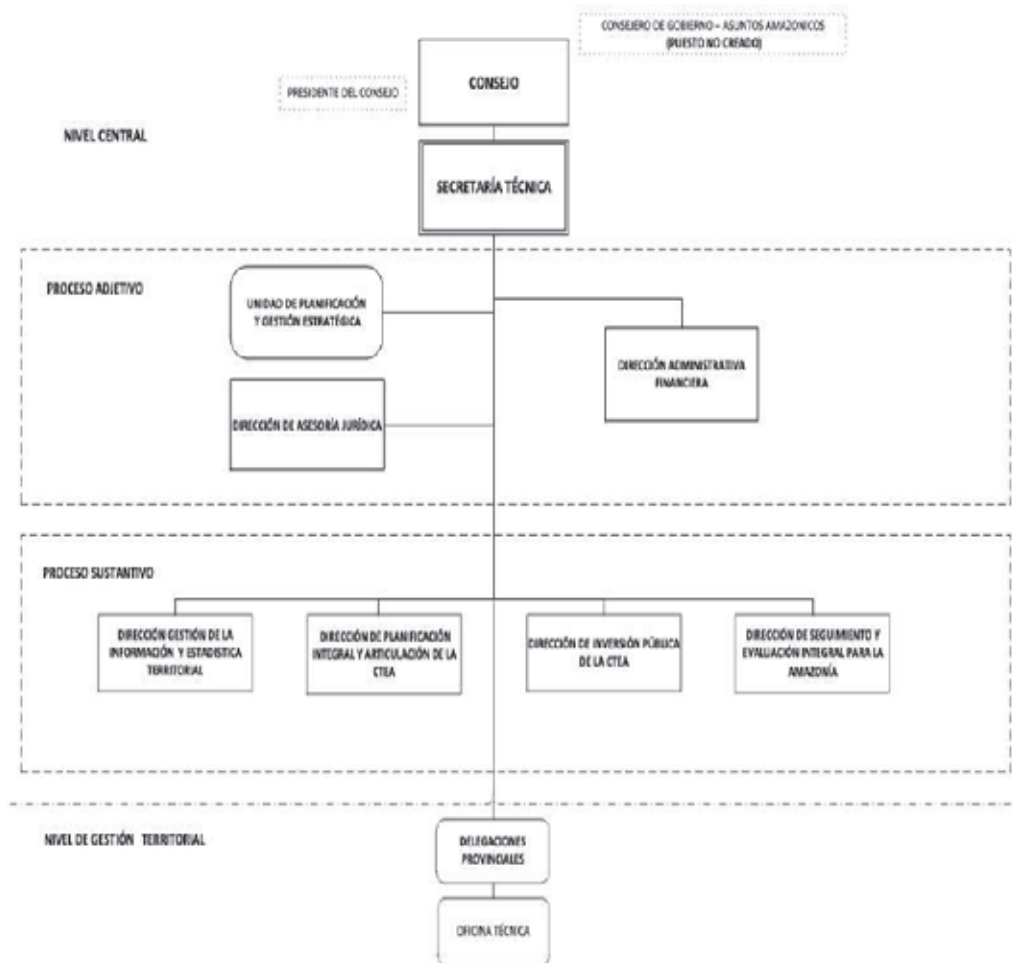 CONSEJERO DE GOBIERNO – ASUNTOS AMAZONICOS
(PUESTO NO CREADO)
CONSEJO
PRESIDENTE DEL CONSEJO
NIVEL CENTRAL
SECRETARÍA TÉCNICA
PROCESO ADJETIVO
UNIDAD DE PLANIFICACIÓN
Y GESTIÓN ESTRATÉGICA
DIRECCIÓN ADMINISTRATIVA
FINANCIERA
DIRECCIÓN DE ASESORÍA JURÍDICA
PROCESO SUSTANTIVO
DIRECCIÓN GESTIÓN DE LA
INFORMACIÓN Y ESTADISTICA
TERRITORIAL
DIRECCIÓN DE PLANIFICACIÓN
INTEGRAL Y ARTICULACIÓN DE LA
CTEA
DIRECCIÓN DE INVERSIÓN PÚBLICA
DE LA CTEA
DIRECCIÓN DE SEGUIMIENTO Y
EVALUACIÓN INTEGRAL PARA LA
AMAZONÍA
NIVEL DE GESTIÓN TERRITORIAL
DELEGACIONES
PROVINCIALES
OFICINA TÉCNICA